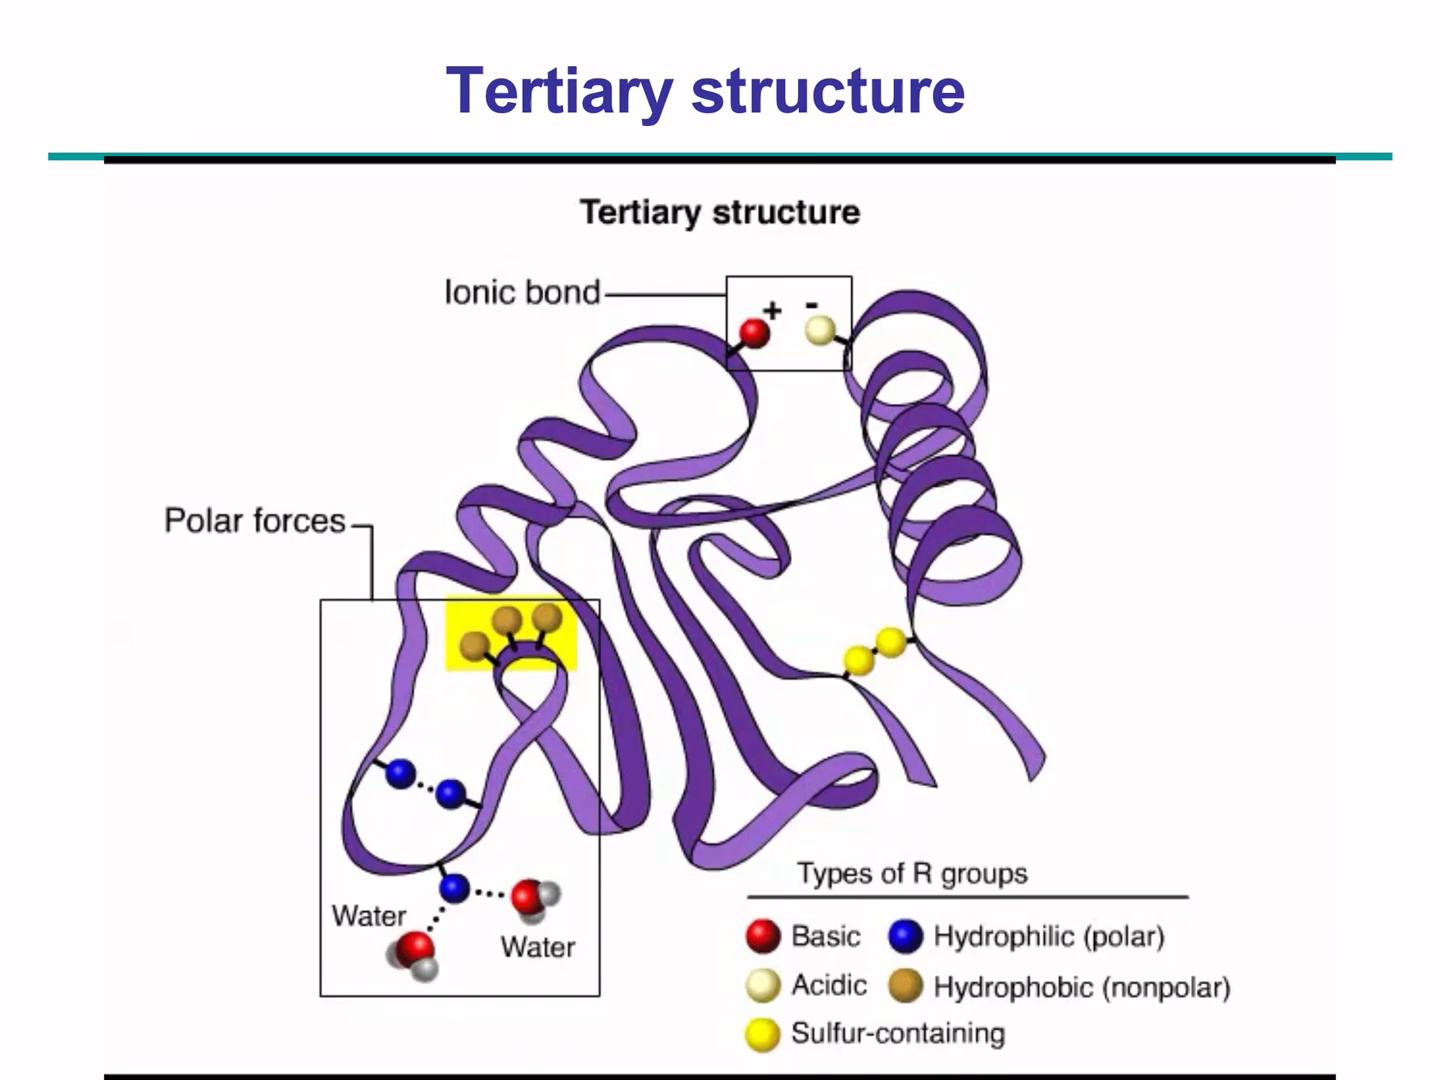 Tertiary structure
Tertiary structure
Ionic bond
+ -
Polar forces
Water
Water
Types of R groups
Basic
Hydrophilic (polar)
Acidic
Hydrophobic (nonpolar)
Sulfur-containing